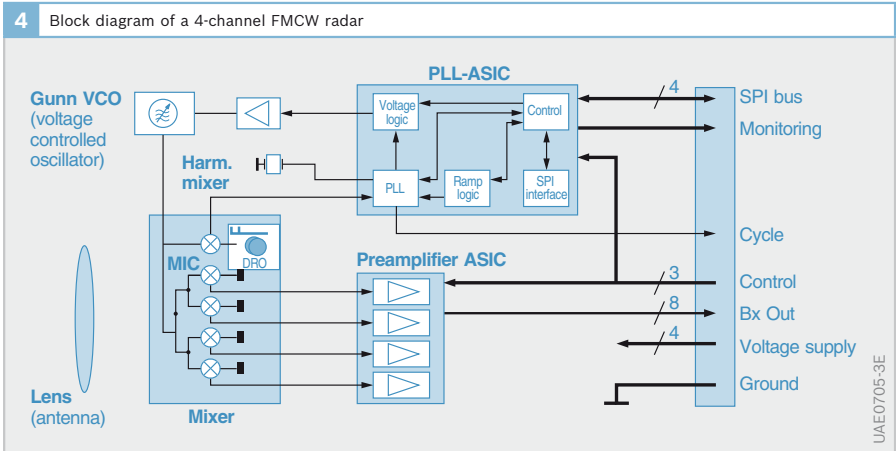 4 Block diagram of a 4-channel FMCW radar
PLL-ASIC
Gunn VCO
(voltage
controlled
oscillator)
Voltage
logic
Control
4
SPI bus
Monitoring
Harm.
mixer
PLL
Ramp
logic
SPI
interface
Cycle
MIC
DRO
Preamplifier ASIC
3
Control
8
Bx Out
4
Voltage supply
Ground
Lens
(antenna)
Mixer
UAE0705-3E